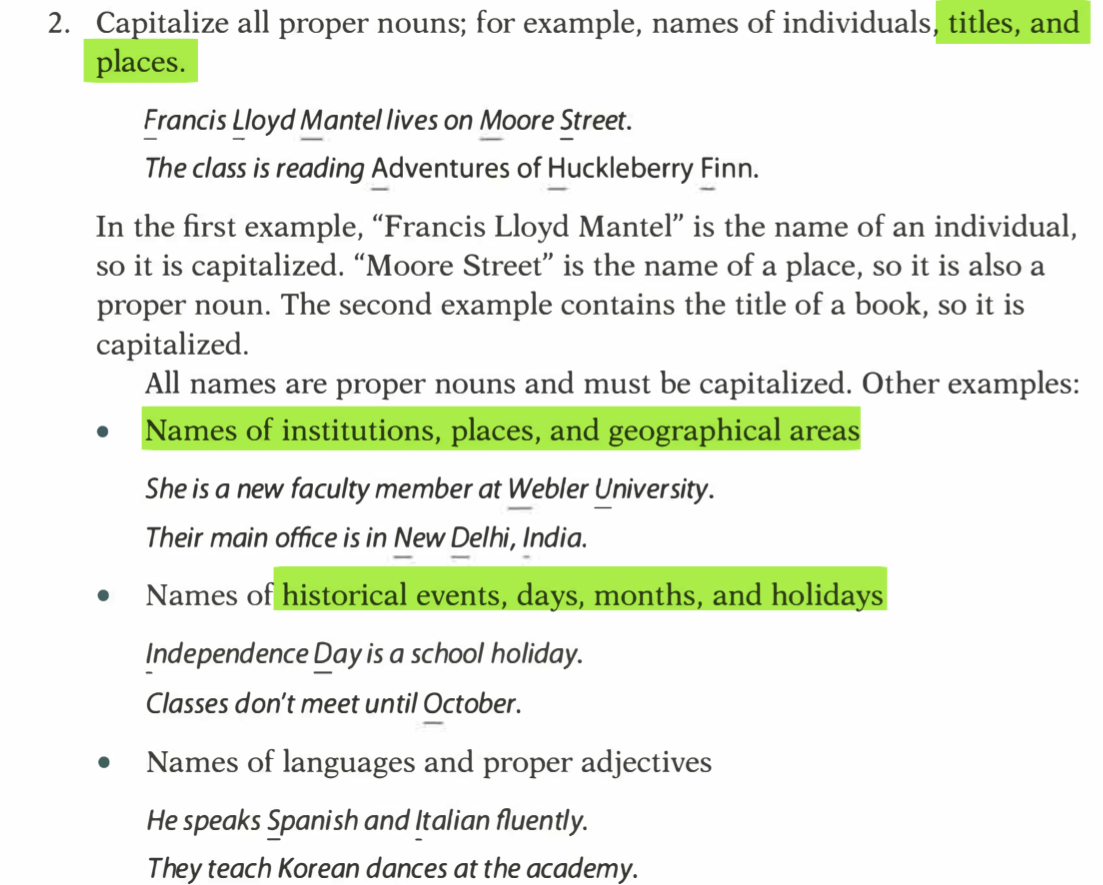 2. Capitalize all proper nouns; for example, names of individuals, titles, and
places.
Francis Lloyd Mantel lives on Moore Street.
The class is reading Adventures of Huckleberry Finn.
In the first example, “Francis Lloyd Mantel” is the name of an individual,
so it is capitalized. “Moore Street” is the name of a place, so it is also a
proper noun. The second example contains the title of a book, so it is
capitalized.
All names are proper nouns and must be capitalized. Other examples:
• Names of institutions, places, and geographical areas
She is a new faculty member at Webler University.
Their main office is in New Delhi, India.
• Names of historical events, days, months, and holidays
Independence Day is a school holiday.
Classes don't meet until October.
• Names of languages and proper adjectives
He speaks Spanish and Italian fluently.
They teach Korean dances at the academy.